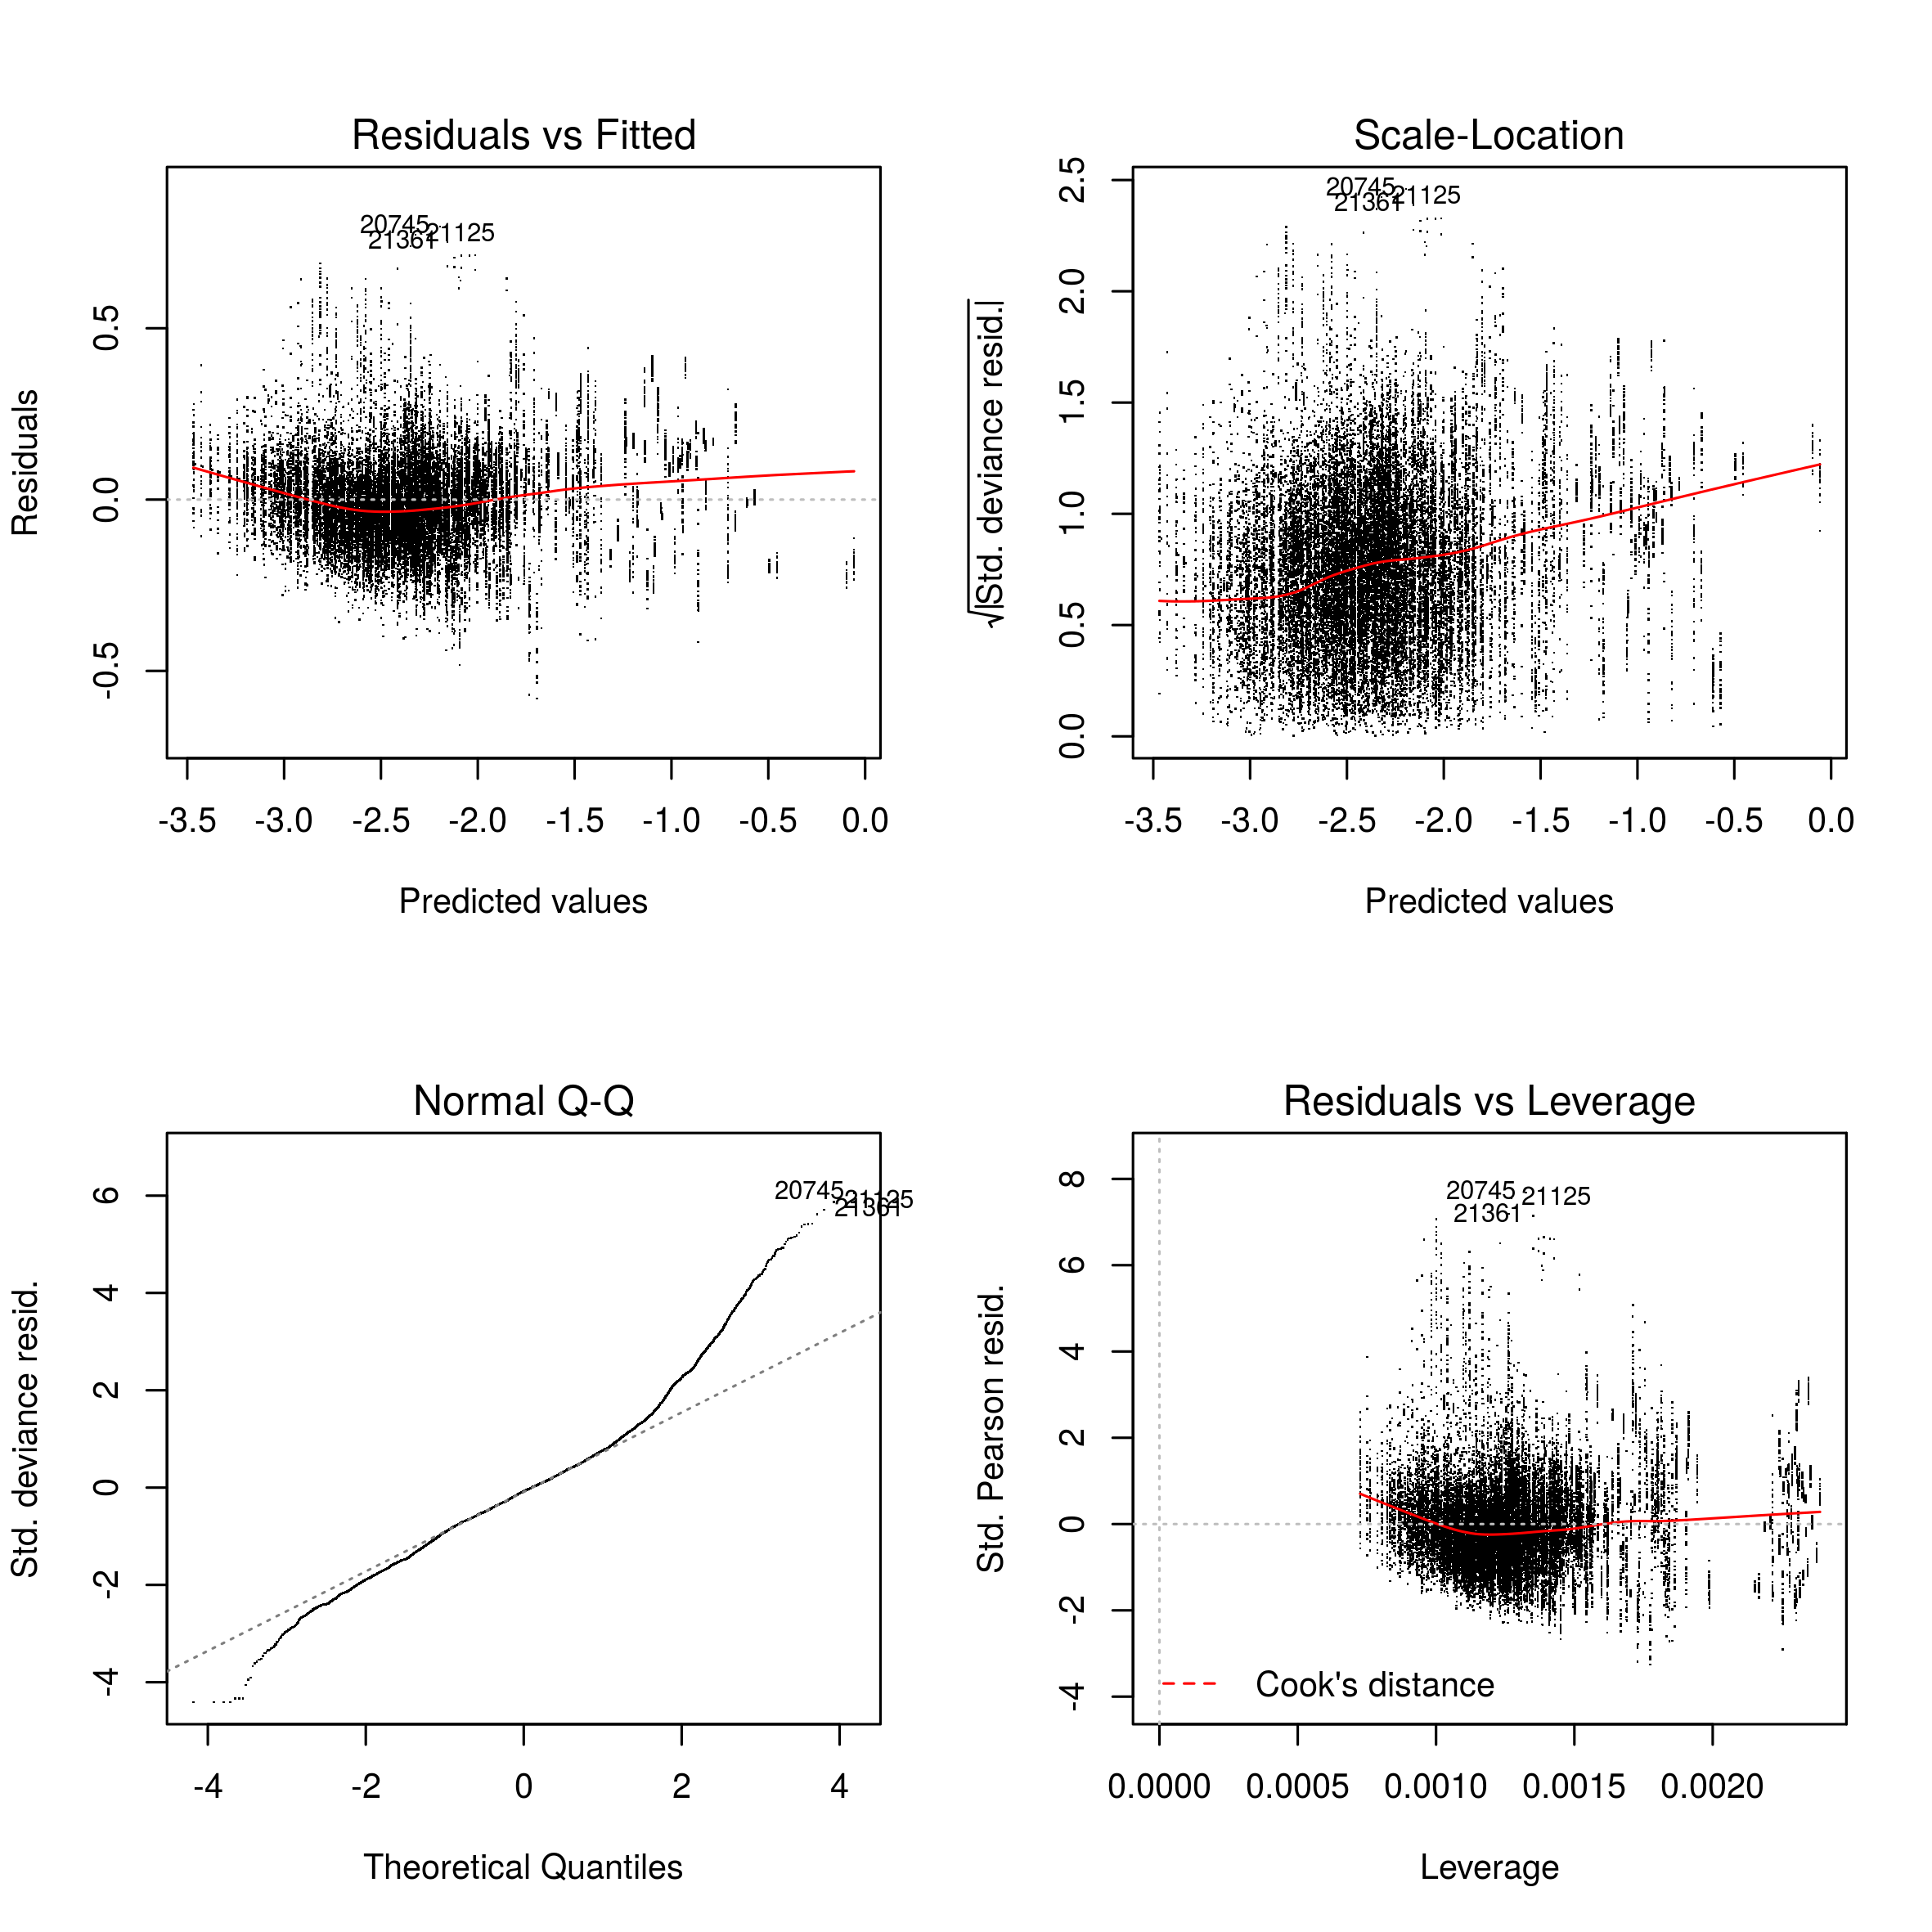 Residuals vs Fitted
20745
21361
21125
Residuals
0.5
0.0
-0.5
-3.5 -3.0 -2.5 -2.0 -1.5 -1.0 -0.5 0.0
Predicted values
Scale-Location
20745
21361
21125
√|Std. deviance resid.|
2.5
2.0
1.5
1.0
0.5
0.0
-3.5 -3.0 -2.5 -2.0 -1.5 -1.0 -0.5 0.0
Predicted values
Normal Q-Q
20745
21125
21361
Std. deviance resid.
6
4
2
0
-2
-4
-4 -2 0 2 4
Theoretical Quantiles
Residuals vs Leverage
20745
21125
21361
Std. Pearson resid.
8
6
4
2
0
-2
-4
Cook's distance
0.0000 0.0005 0.0010 0.0015 0.0020
Leverage